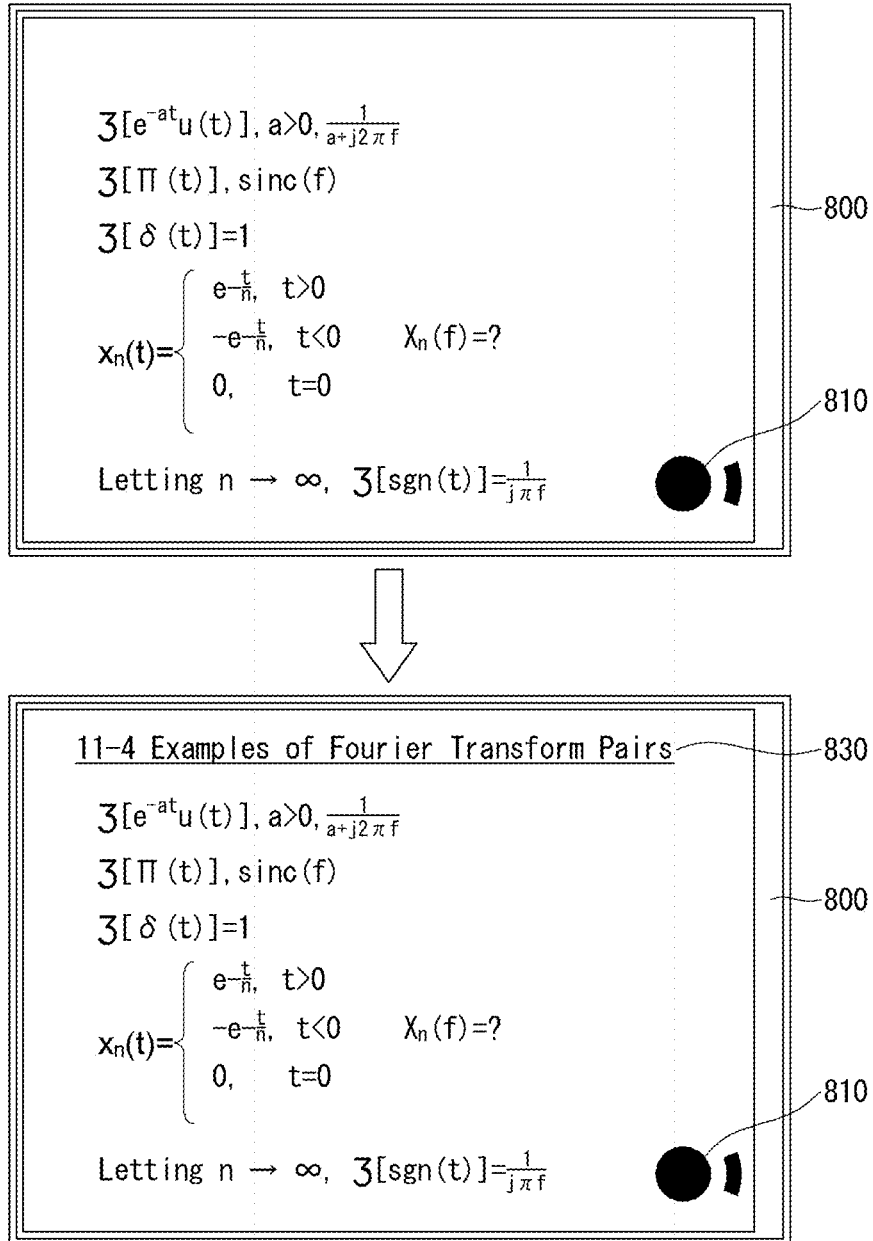 ʒ[e^-at u(t)], a>0, 1/(a+j2πf)
ʒ[Π(t)], sinc(f)
ʒ[δ(t)]=1
x_n(t)={
e-t/n, t>0
-e-t/n, t<0 X_n(f)=?
0, t=0
Letting n → ∞, ʒ[sgn(t)]=1/(jπf)
800
810
11-4 Examples of Fourier Transform Pairs
830
ʒ[e^-at u(t)], a>0, 1/(a+j2πf)
ʒ[Π(t)], sinc(f)
ʒ[δ(t)]=1
x_n(t)={
e-t/n, t>0
-e-t/n, t<0 X_n(f)=?
0, t=0
Letting n → ∞, ʒ[sgn(t)]=1/(jπf)
800
810